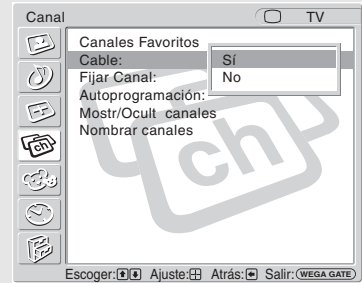 Canal TV
Canales Favoritos
Cable: Sí
Fijar Canal: No
Autoprogramación:
Mostr/Ocult canales
Nombrar canales
ch
ch
Escoger: Ajuste: Atrás: Salir: WEGA GATE